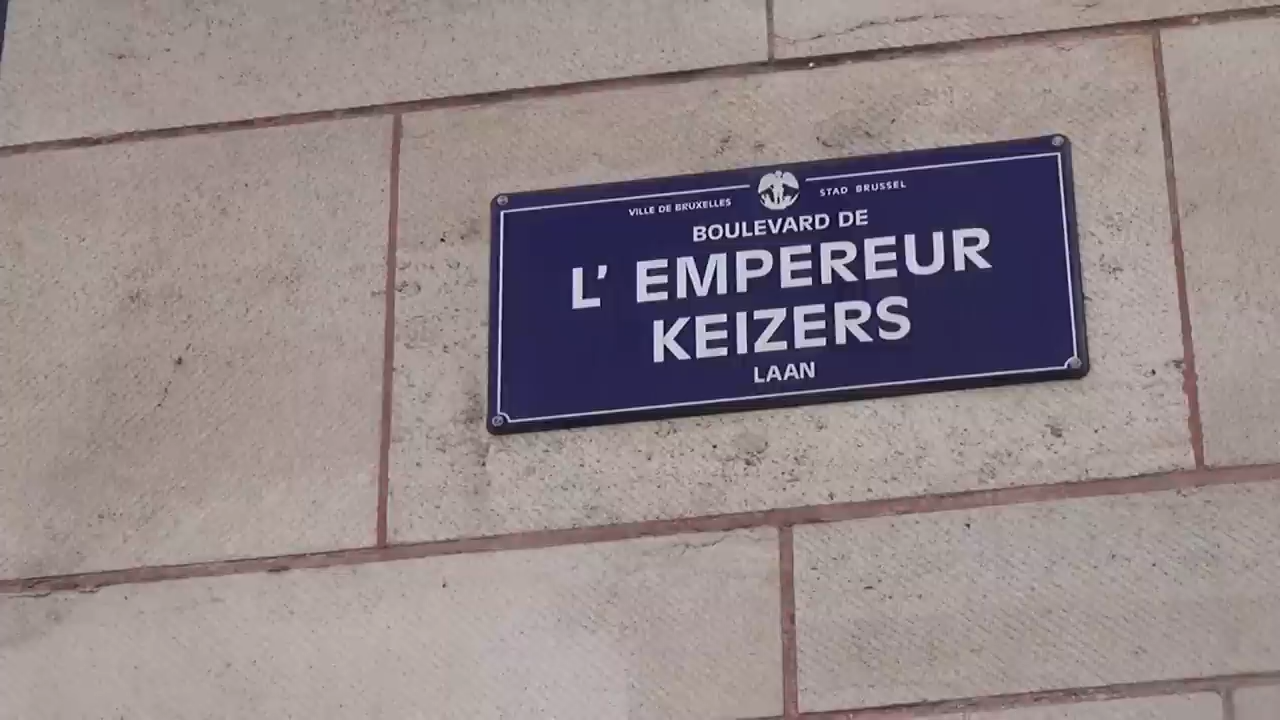 VILLE DE BRUXELLES STAD BRUSSEL
BOULEVARD DE
L' EMPEREUR
KEIZERS
LAAN